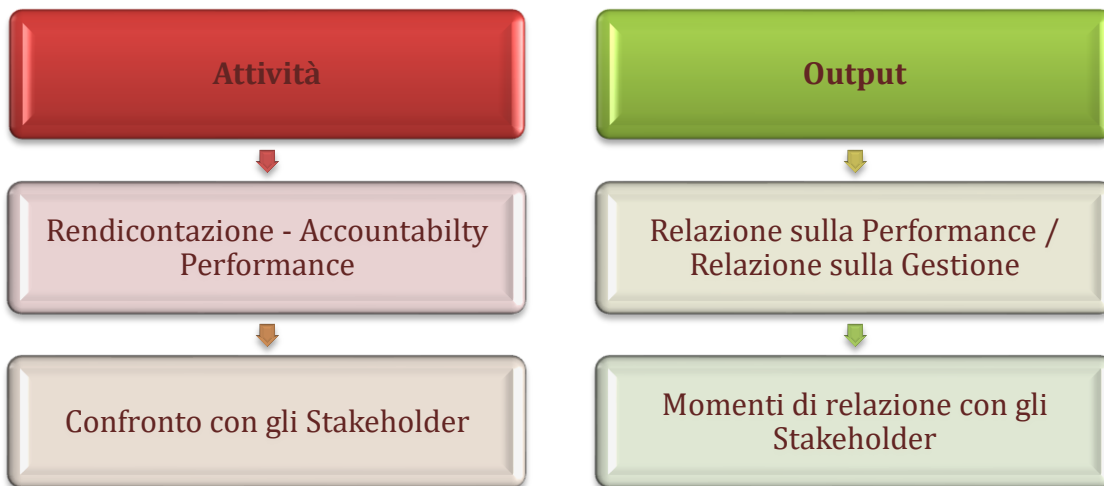 Attività
Output
Rendicontazione - Accountabilty
Performance
Relazione sulla Performance /
Relazione sulla Gestione
Confronto con gli Stakeholder
Momenti di relazione con gli
Stakeholder